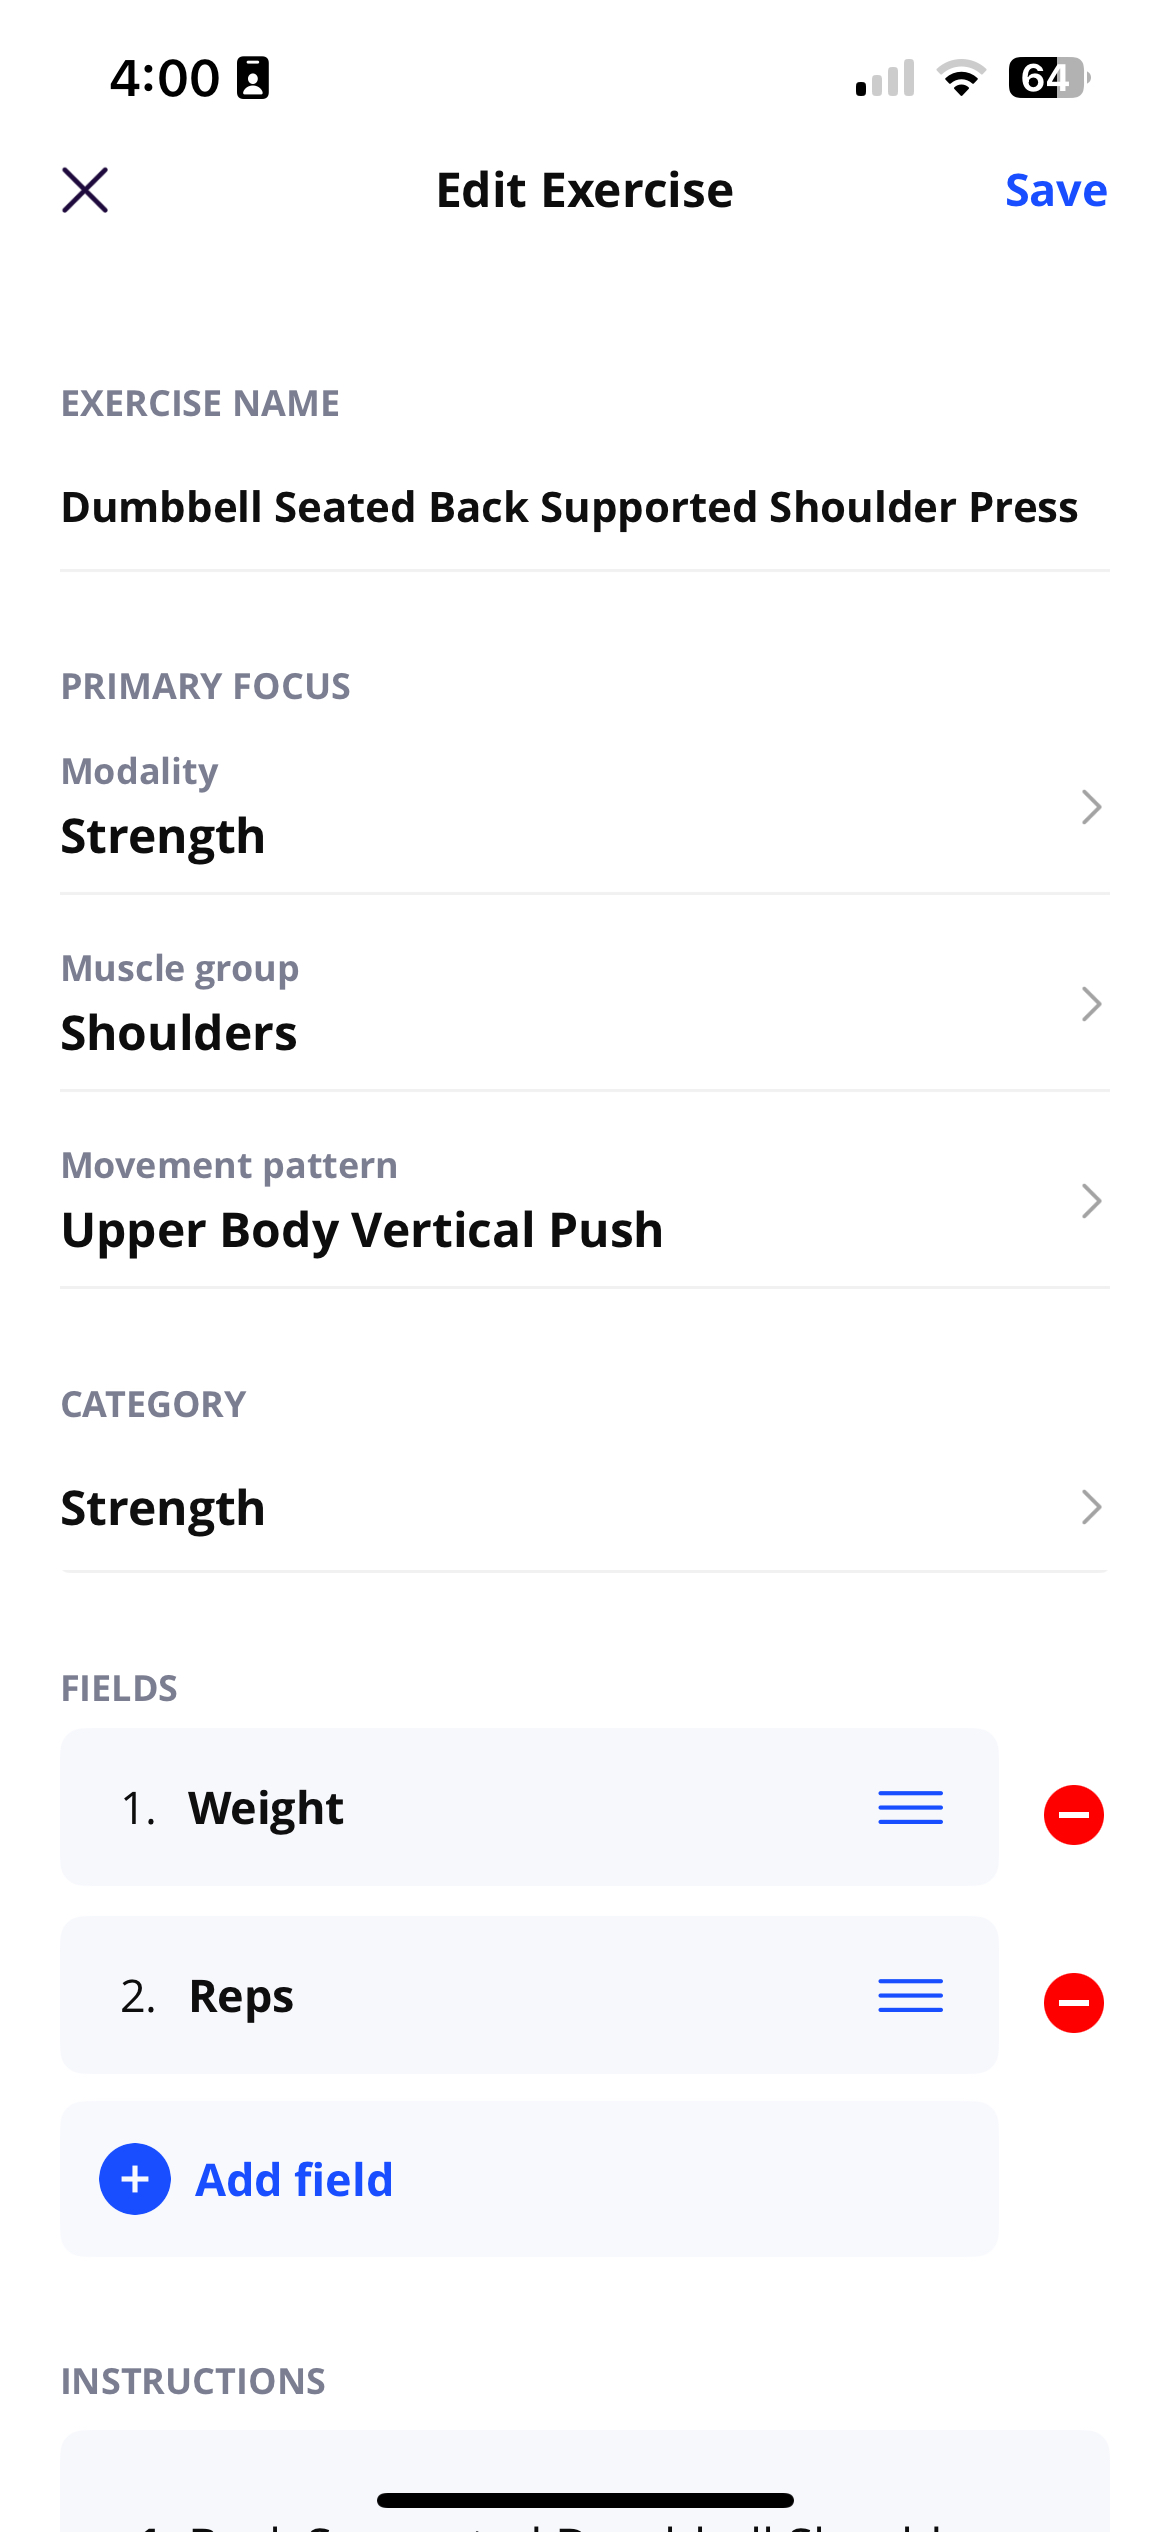 4:00
64
Edit Exercise
Save
EXERCISE NAME
Dumbbell Seated Back Supported Shoulder Press
PRIMARY FOCUS
Modality
Strength
Muscle group
Shoulders
Movement pattern
Upper Body Vertical Push
CATEGORY
Strength
FIELDS
1. Weight
2. Reps
Add field
INSTRUCTIONS